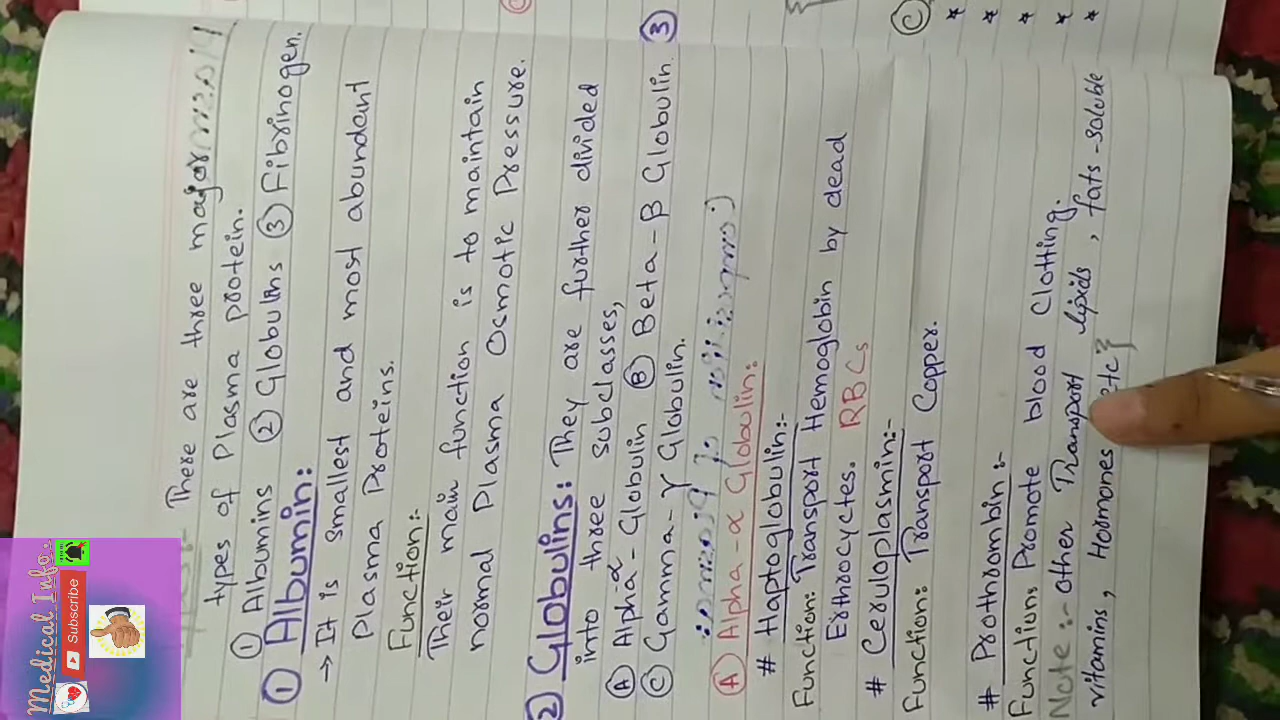 There are three major
types of Plasma protein.
① Albumins ② Globulins ③ Fibrinogen.
① Albumin:
→ It is smallest and most abundant
Plasma Proteins.
Function:-
Their main function is to maintain
normal Plasma Osmotic Pressure.
② Globulins: They are further divided
into three subclasses,
Ⓐ Alpha-α Globulin Ⓑ Beta-β Globulin.
Ⓒ Gamma-γ Globulin.
Ⓐ Alpha-α Globulin:
# Haptoglobulin:-
Function: Transport Hemoglobin by dead
Erthrocytes. RBCs
# Ceruloplasmin:-
Function: Transport Copper.
# Prothrombin:-
Function: Promote blood Clotting.
Note:- other Transport lipids, fats-soluble
vitamins, Hormones etc}
③
Ⓒ
*
*
*
*
*
Medical Info:
Subscribe